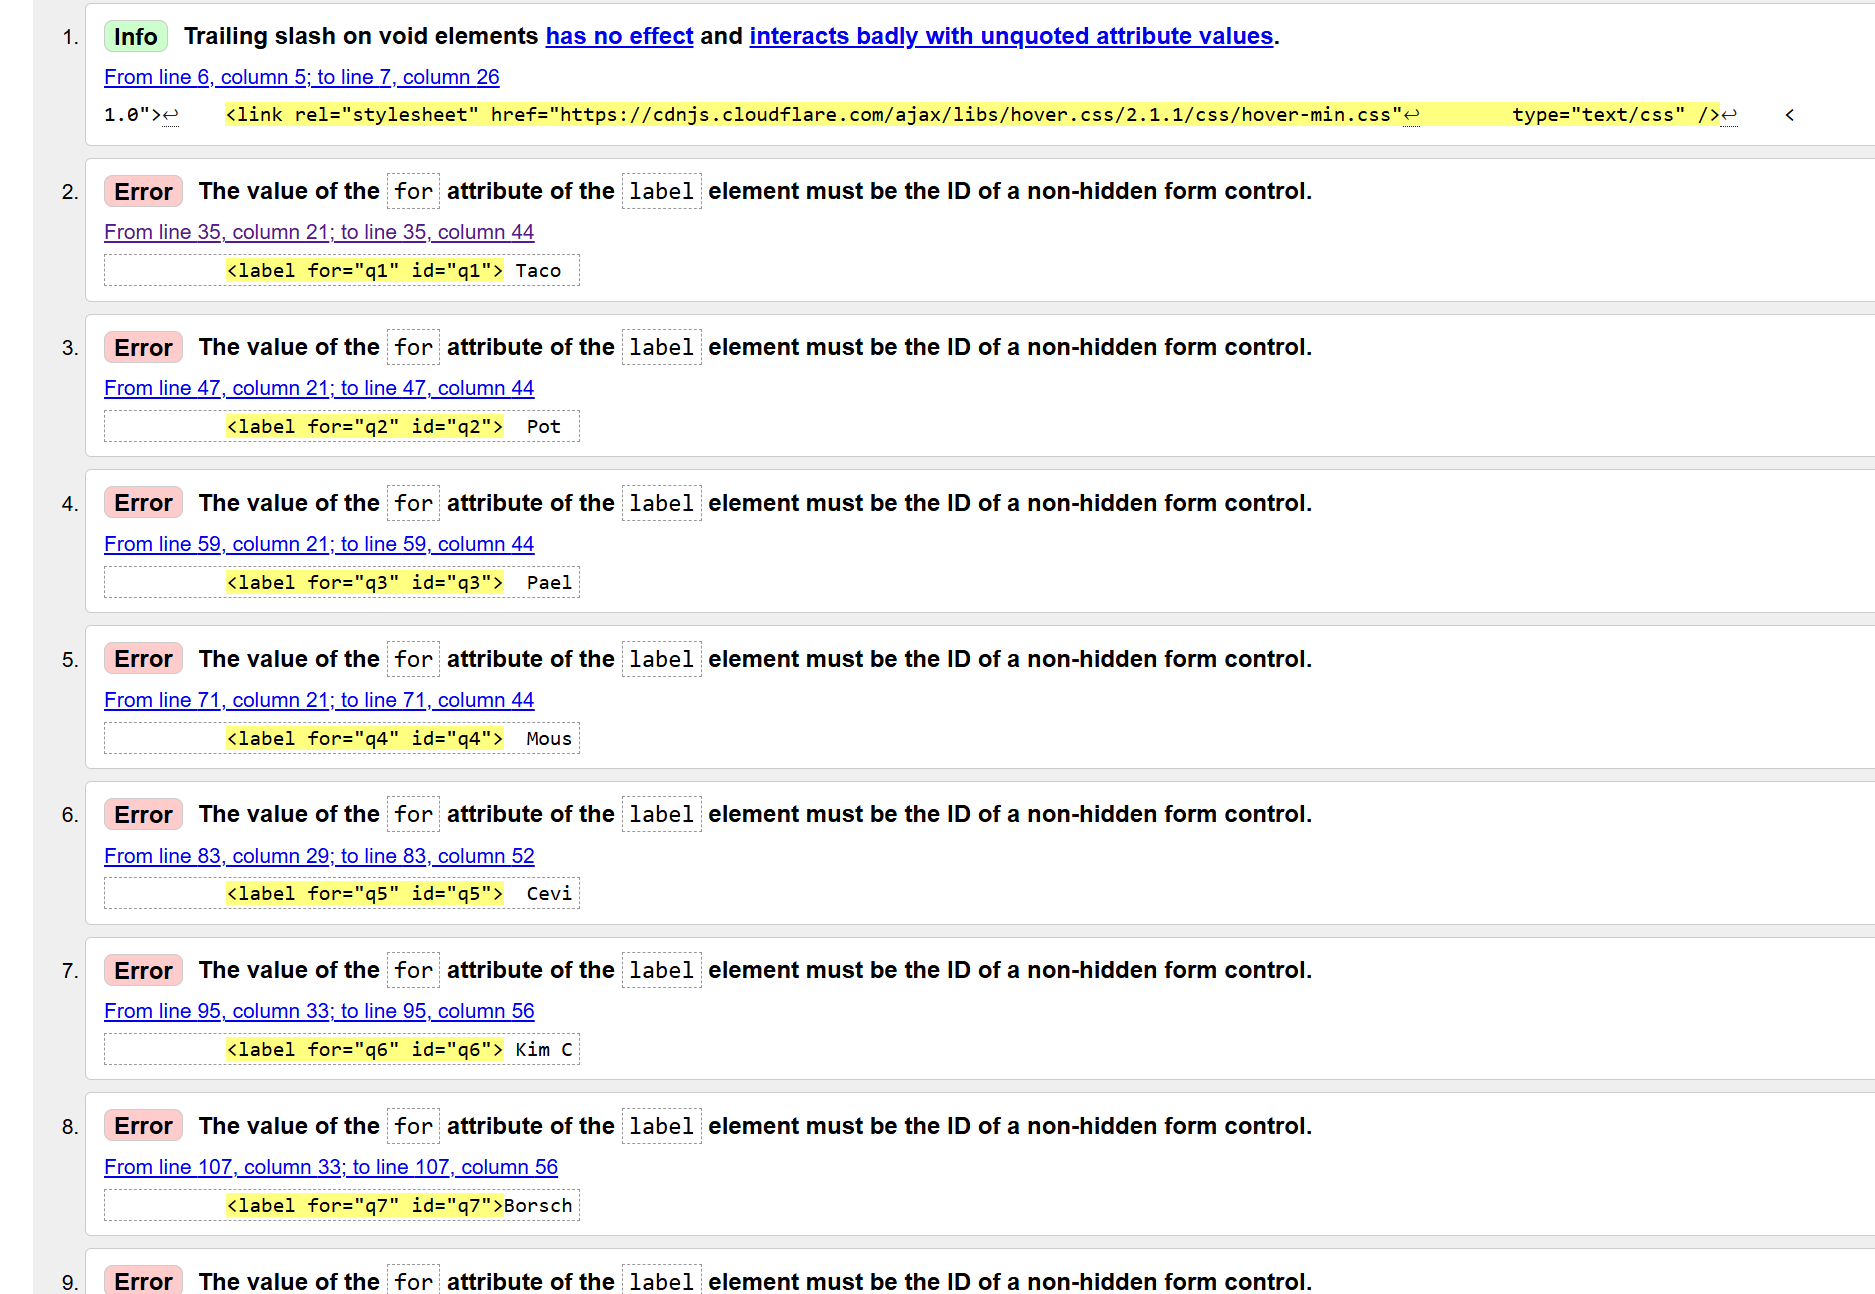 1. Info Trailing slash on void elements has no effect and interacts badly with unquoted attribute values.
From line 6, column 5; to line 7, column 26
1.0">↩ <link rel="stylesheet" href="https://cdnjs.cloudflare.com/ajax/libs/hover.css/2.1.1/css/hover-min.css"↩ type="text/css" />↩ <
2. Error The value of the for attribute of the label element must be the ID of a non-hidden form control.
From line 35, column 21; to line 35, column 44
<label for="q1" id="q1"> Taco
3. Error The value of the for attribute of the label element must be the ID of a non-hidden form control.
From line 47, column 21; to line 47, column 44
<label for="q2" id="q2"> Pot
4. Error The value of the for attribute of the label element must be the ID of a non-hidden form control.
From line 59, column 21; to line 59, column 44
<label for="q3" id="q3"> Pael
5. Error The value of the for attribute of the label element must be the ID of a non-hidden form control.
From line 71, column 21; to line 71, column 44
<label for="q4" id="q4"> Mous
6. Error The value of the for attribute of the label element must be the ID of a non-hidden form control.
From line 83, column 29; to line 83, column 52
<label for="q5" id="q5"> Cevi
7. Error The value of the for attribute of the label element must be the ID of a non-hidden form control.
From line 95, column 33; to line 95, column 56
<label for="q6" id="q6"> Kim C
8. Error The value of the for attribute of the label element must be the ID of a non-hidden form control.
From line 107, column 33; to line 107, column 56
<label for="q7" id="q7">Borsch
9. Error The value of the for attribute of the label element must be the ID of a non-hidden form control.